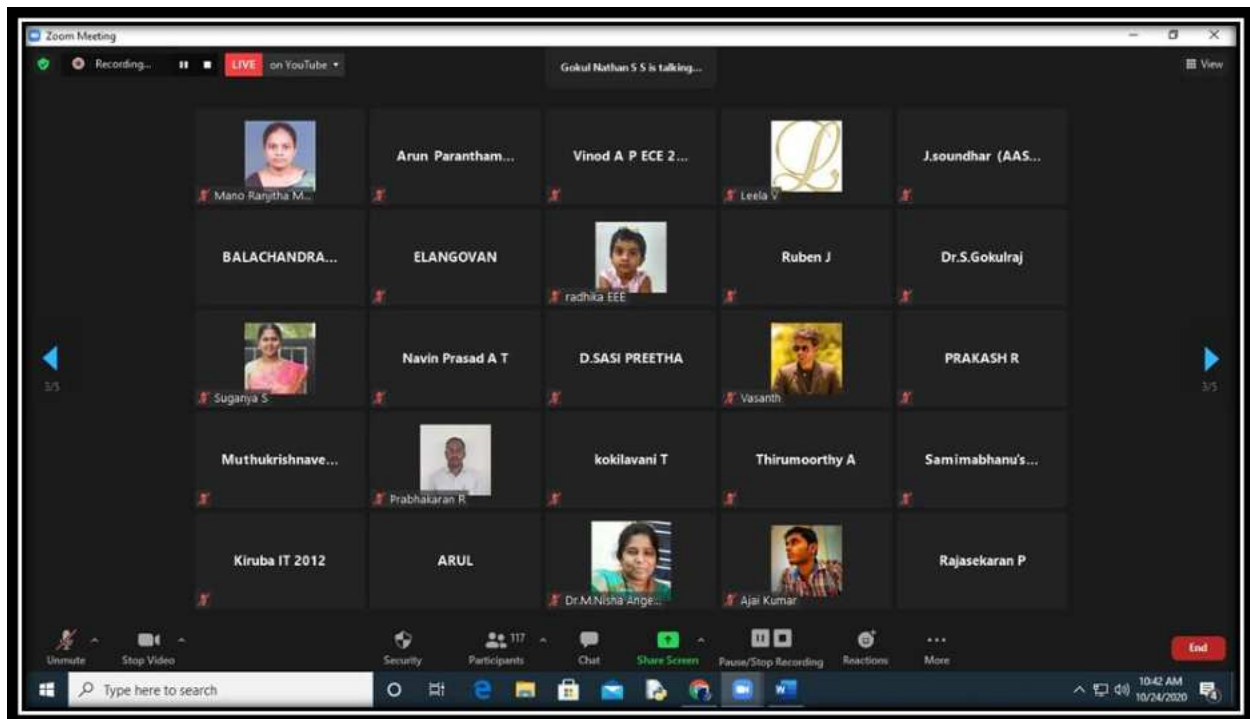 Zoom Meeting
Recording... LIVE on YouTube Gokul Nathan S S is talking... View
Mano Ranjitha M...
Arun Parantham...
Vinod A P ECE 2...
Leela V
J.soundhar (AAS...
BALACHANDRA...
ELANGOVAN
radhika EEE
Ruben J
Dr.S.Gokulraj
Suganya S
Navin Prasad A T
D.SASI PREETHA
Vasanth
PRAKASH R
3/5
3/5
Muthukrishnave...
Prabhakaran R
kokilavani T
Thirumoorthy A
Samimabhanu's...
Kiruba IT 2012
ARUL
Dr.M.Nisha Ange...
Ajai Kumar
Rajasekaran P
Unmute Stop Video Security Participants 117 Chat Share Screen Pause/Stop Recording Reactions More End
Type here to search
10:42 AM
10/24/2020